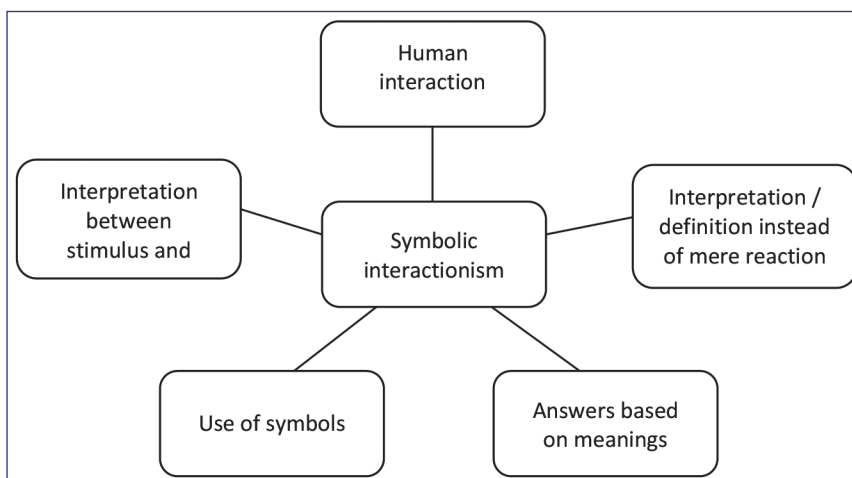 Human
interaction
Interpretation
between
stimulus and
Symbolic
interactionism
Interpretation /
definition instead
of mere reaction
Use of symbols
Answers based
on meanings